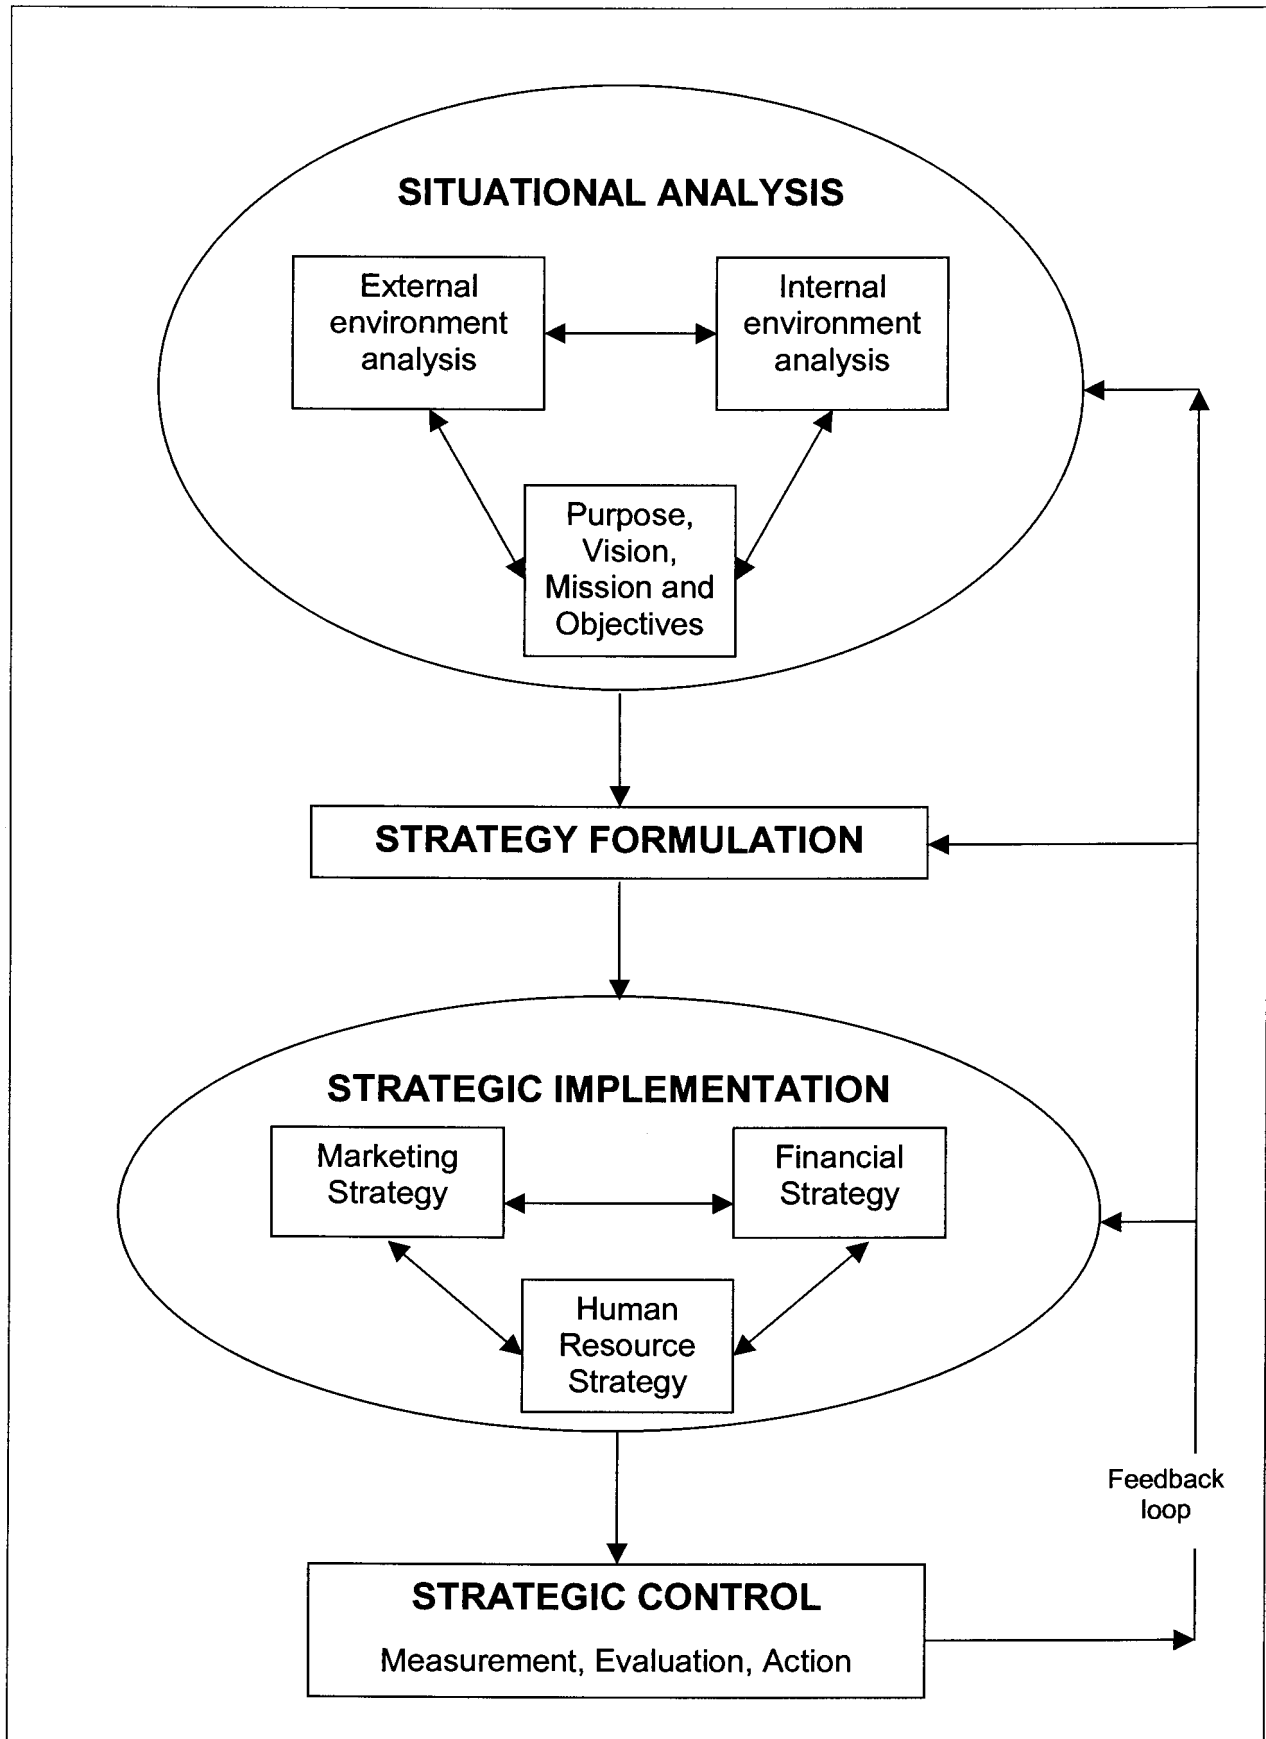 SITUATIONAL ANALYSIS
External
environment
analysis
Internal
environment
analysis
Purpose,
Vision,
Mission and
Objectives
STRATEGY FORMULATION
STRATEGIC IMPLEMENTATION
Marketing
Strategy
Financial
Strategy
Human
Resource
Strategy
Feedback
loop
STRATEGIC CONTROL
Measurement, Evaluation, Action